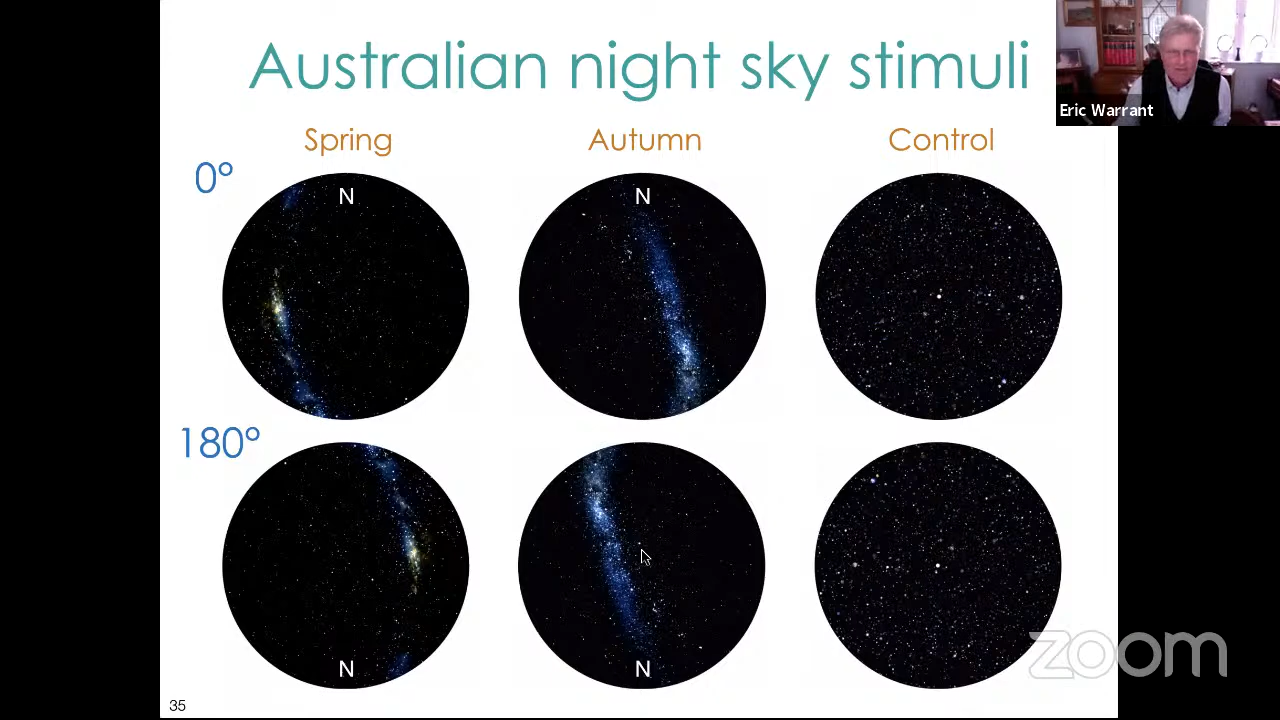 Australian night sky stimuli
Eric Warrant
Spring
Autumn
Control
0°
N
N
180°
N
N
zoom
35